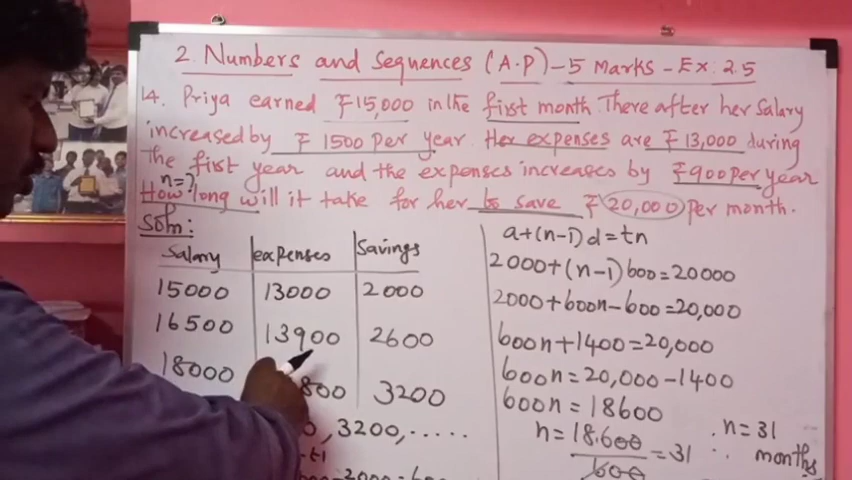 2. Numbers and Sequences (A.P) - 5 Marks - Ex: 2.5
14. Priya earned ₹15,000 in the first month. There after her Salary
increased by ₹ 1500 per year. Her expenses are ₹ 13,000 during
the first year and the expenses increases by ₹900 per year
n=?
How long will it take for her to save ₹ 20,000 per month.
Soln:
Salary expenses Savings
15000 13000 2000
16500 13900 2600
18000 800 3200
0, 3200, .....
a+(n-1)d=tn
2000+(n-1)600=20000
2000+600n-600=20,000
600n+1400=20,000
600n=20,000-1400
600n=18600
n=18,600/600=31
∴ n=31
months